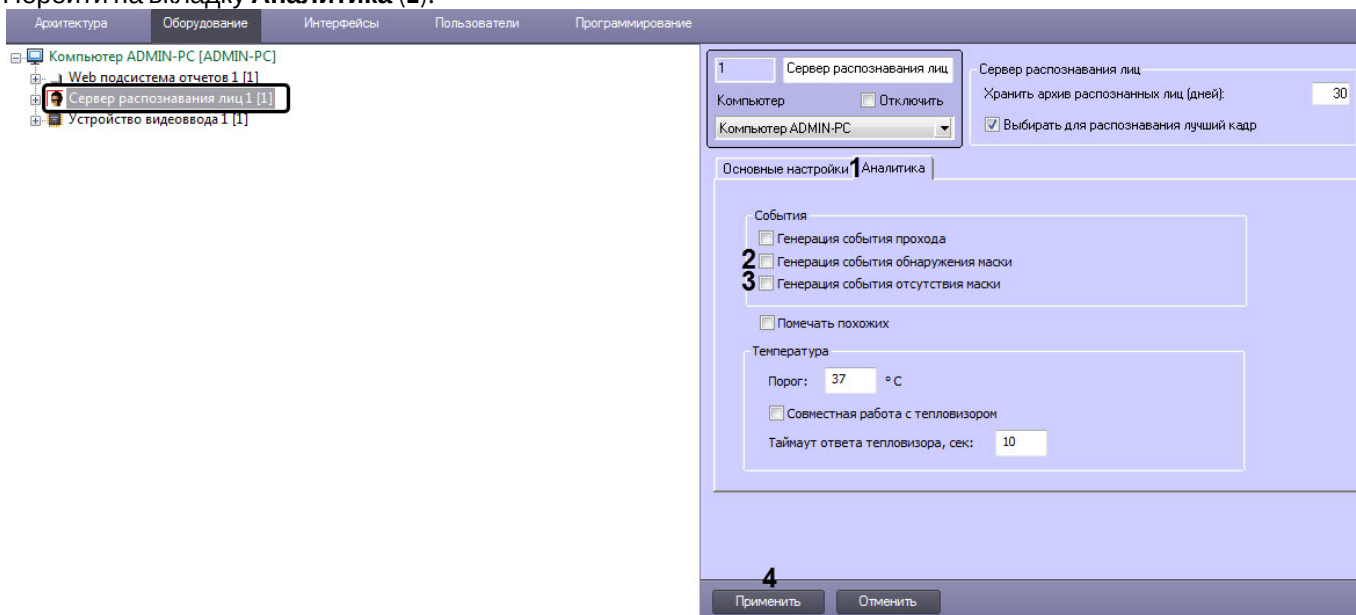 Перейти на вкладку Аналитика (1).
Архитектура Оборудование Интерфейсы Пользователи Программирование
Компьютер ADMIN-PC [ADMIN-PC]
Web подсистема отчетов 1 [1]
Сервер распознавания лиц 1 [1]
Устройство видеоввода 1 [1]
1 Сервер распознавания лиц
Компьютер Отключить
Компьютер ADMIN-PC
Сервер распознавания лиц
Хранить архив распознанных лиц (дней): 30
Выбирать для распознавания лучший кадр
Основные настройки 1 Аналитика
События
Генерация события прохода
2 Генерация события обнаружения маски
3 Генерация события отсутствия маски
Помечать похожих
Температура
Порог: 37 ° C
Совместная работа с тепловизором
Таймаут ответа тепловизора, сек: 10
4
Применить Отменить